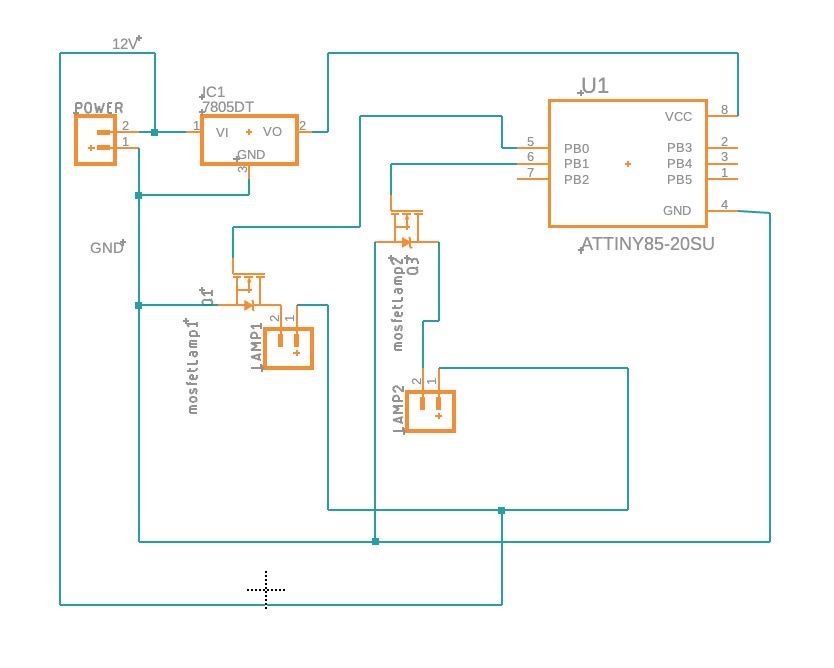 12V
POWER
2
1
IC1
7805DT
1
VI
VO
2
GND
3
U1
VCC
8
5
PB0
PB3
2
6
PB1
PB4
3
7
PB2
PB5
1
GND
4
ATTINY85-20SU
GND
Q1
mosfetLamp1
Q3
mosfetLamp2
LAMP1
2
1
LAMP2
2
1